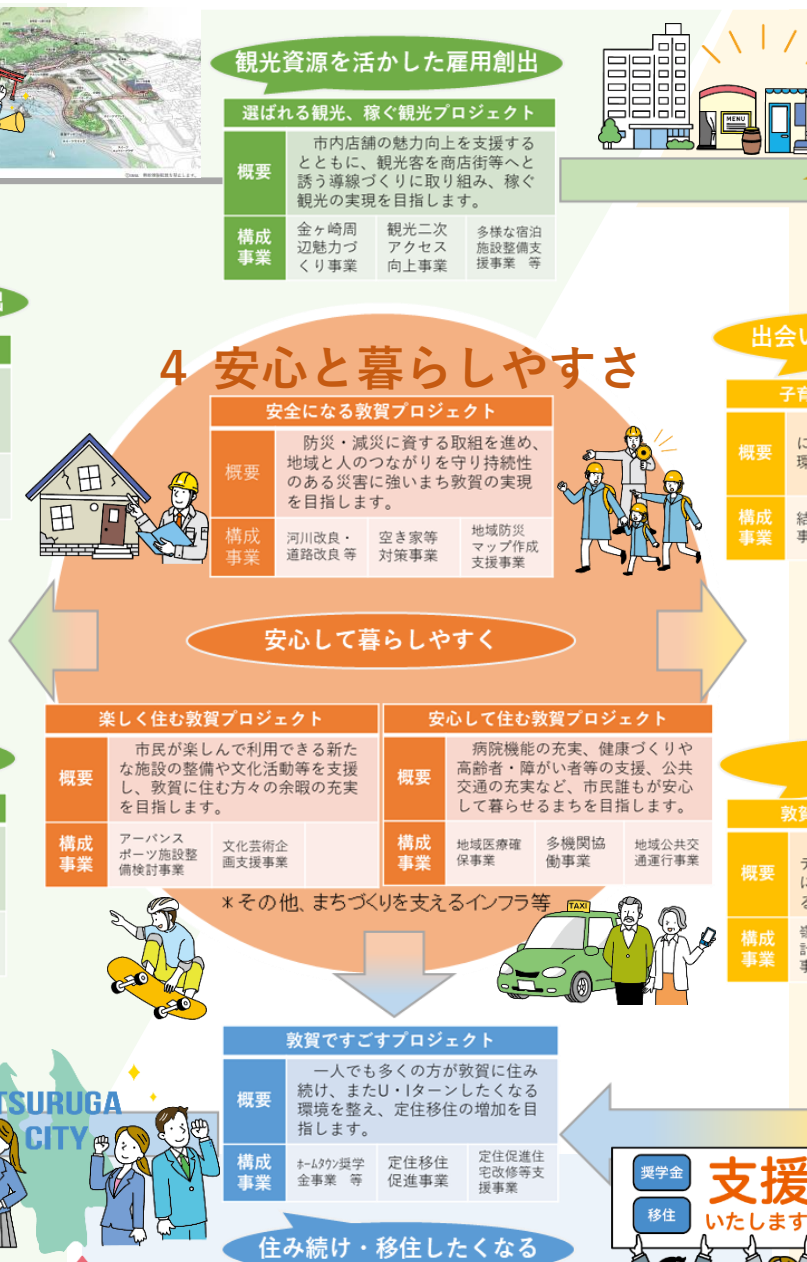 観光資源を活かした雇用創出
選ばれる観光、稼ぐ観光プロジェクト
概要
市内店舗の魅力向上を支援する
とともに、観光客を商店街等へと
誘う導線づくりに取り組み、稼ぐ
観光の実現を目指します。
構成
事業
金ヶ崎周
辺魅力づ
くり事業
観光二次
アクセス
向上事業
多様な宿泊
施設整備支
援事業 等
MENU
4 安心と暮らしやすさ
安全になる敦賀プロジェクト
概要
防災・減災に資する取組を進め、
地域と人のつながりを守り持続性
のある災害に強いまち敦賀の実現
を目指します。
構成
事業
河川改良・
道路改良 等
空き家等
対策事業
地域防災
マップ作成
支援事業
出会い
子育
概要
に
環
構成
事業
結
事
安心して暮らしやすく
楽しく住む敦賀プロジェクト
概要
市民が楽しんで利用できる新た
な施設の整備や文化活動等を支援
し、敦賀に住む方々の余暇の充実
を目指します。
構成
事業
アーバンス
ポーツ施設整
備検討事業
文化芸術企
画支援事業
安心して住む敦賀プロジェクト
概要
病院機能の充実、健康づくりや
高齢者・障がい者等の支援、公共
交通の充実など、市民誰もが安心
して暮らせるまちを目指します。
構成
事業
地域医療確
保事業
多機関協
働事業
地域公共交
通運行事業
敦賀
概要
に
る
構成
事業
事
＊その他、まちづくりを支えるインフラ等
TAXI
敦賀ですごすプロジェクト
概要
一人でも多くの方が敦賀に住み
続け、またU・Iターンしたくなる
環境を整え、定住移住の増加を目
指します。
構成
事業
ﾎｰﾑﾀｳﾝ奨学
金事業 等
定住移住
促進事業
定住促進住
宅改修等支
援事業
TSURUGA
CITY
奨学金
移住
支援
いたします
住み続け・移住したくなる